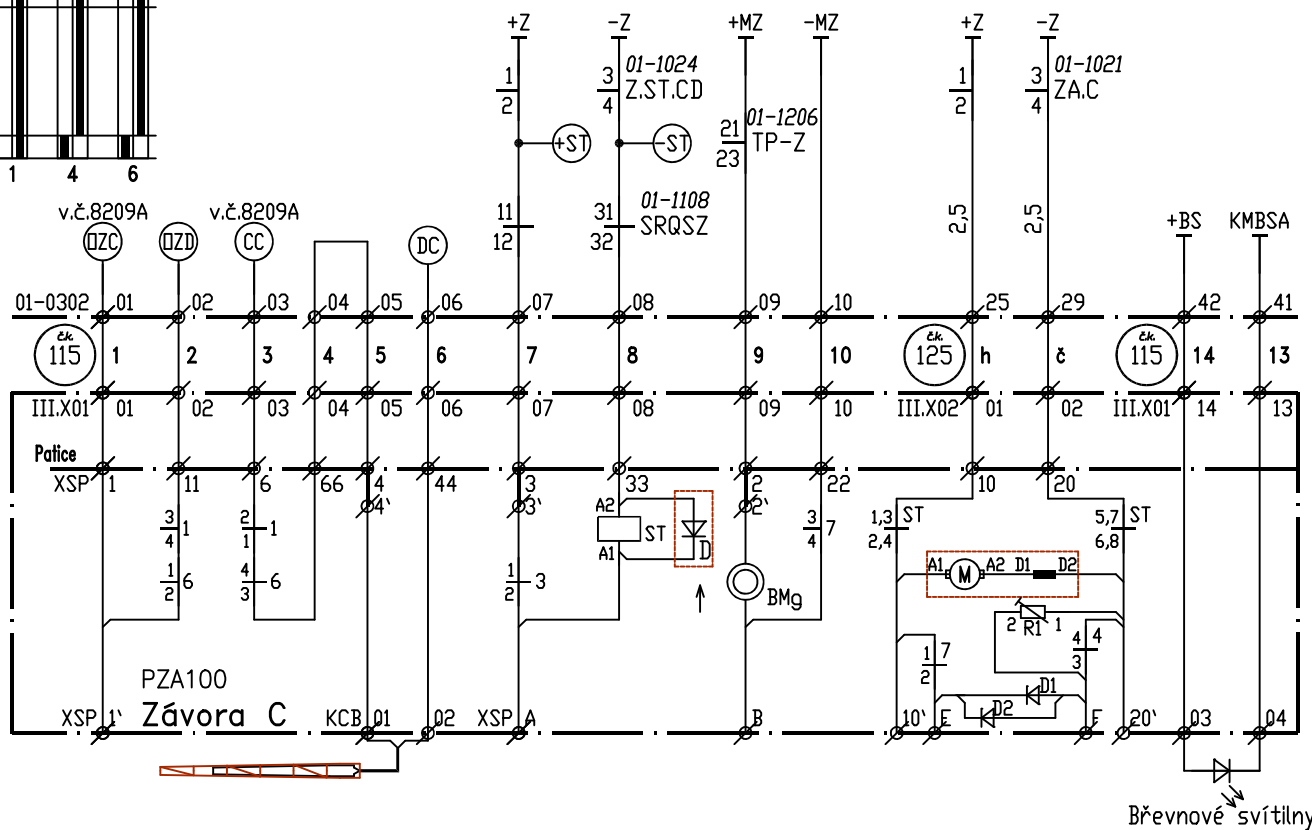 +Z -Z +MZ -MZ +Z -Z
1 2 3 4 01-1024 Z.ST.CD 1 2 3 4 01-1021 ZA.C
+ST -ST 21 23 01-1206 TP-Z
1 4 6
v.č.8209A v.č.8209A
11 12 31 32 01-1108 SRQSZ 2,5 2,5
OZC OZD CC DC +BS KMBSA
01-0302 01 02 03 04 05 06 07 08 09 10 25 29 42 41
č.k. 115 1 2 3 4 5 6 7 8 9 10 č.k. 125 h č č.k. 115 14 13
III.X01 01 02 03 04 05 06 07 08 09 10 III.X02 01 02 III.X01 14 13
Patice
XSP 1 11 6 66 4 44 3 33 2 22 10 20
4' 3' 2'
3 4 1 2 1 1 A2 ST A1 D 3 4 7 1,3 2,4 ST 5,7 6,8 ST
1 2 6 4 3 6 1 2 3 BMg A1 M A2 D1 D2
2 R1 1
1 2 7 4 3 4
PZA100 D1
Závora C D2
XSP 1' KCB 01 02 XSP A B 10' E F 20' 03 04
Břevnové svítilny